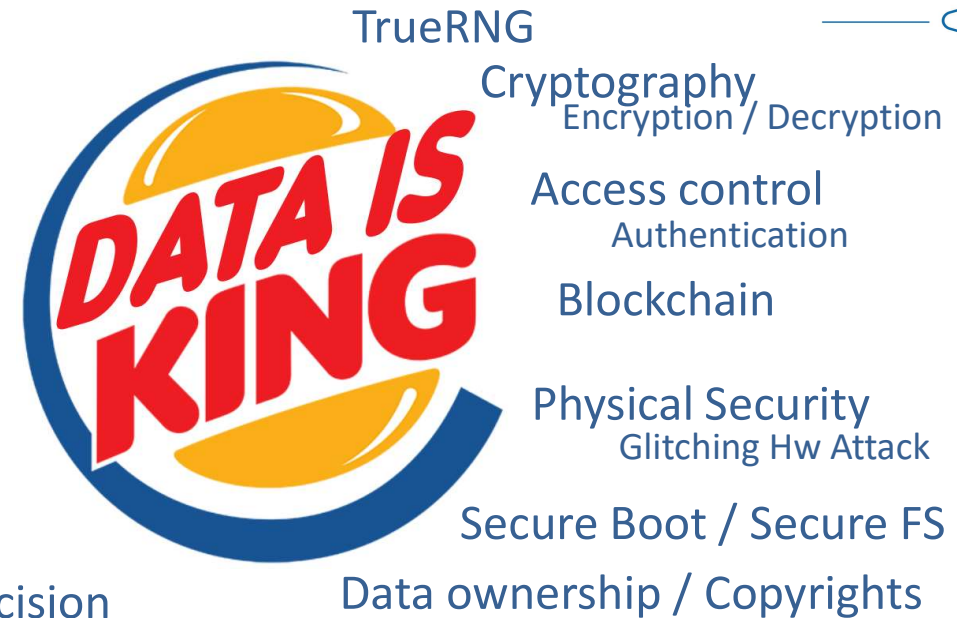 TrueRNG
Cryptography
Encryption / Decryption
DATA IS
KING
Access control
Authentication
Blockchain
Physical Security
Glitching Hw Attack
Secure Boot / Secure FS
cision
Data ownership / Copyrights